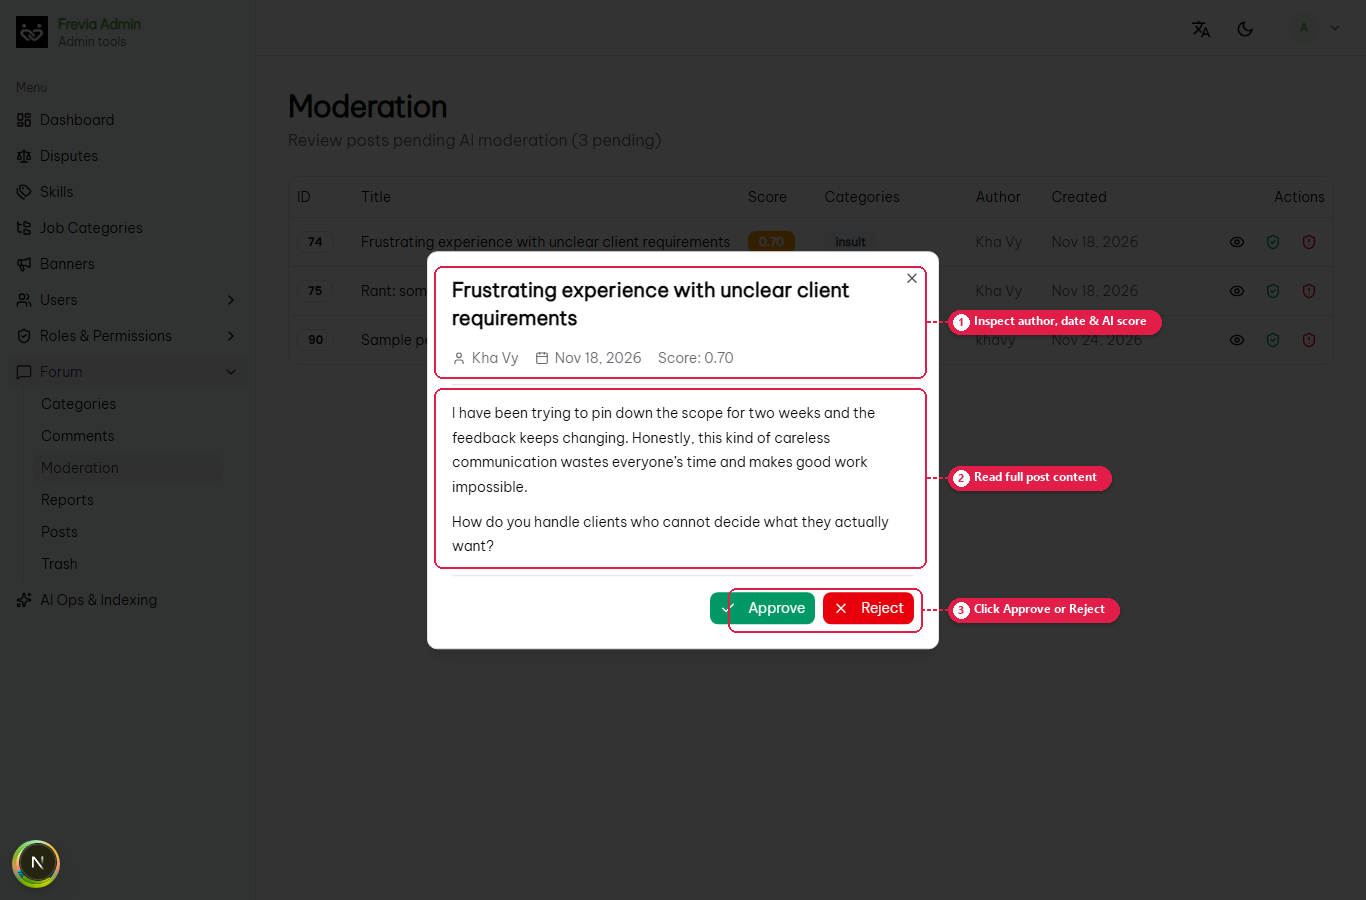 Frevia Admin
Admin tools
Menu
Dashboard
Disputes
Skills
Job Categories
Banners
Users
Roles & Permissions
Forum
Categories
Comments
Moderation
Reports
Posts
Trash
AI Ops & Indexing
A
Moderation
Review posts pending AI moderation (3 pending)
ID Title Score Categories Author Created Actions
74 Frustrating experience with unclear client requirements 0.70 insult Kha Vy Nov 18, 2026
75 Rant: som Kha Vy Nov 18, 2026
90 Sample p khavy Nov 24, 2026
Frustrating experience with unclear client
requirements
Kha Vy Nov 18, 2026 Score: 0.70
I have been trying to pin down the scope for two weeks and the
feedback keeps changing. Honestly, this kind of careless
communication wastes everyone's time and makes good work
impossible.
How do you handle clients who cannot decide what they actually
want?
Approve Reject
1 Inspect author, date & AI score
2 Read full post content
3 Click Approve or Reject
N